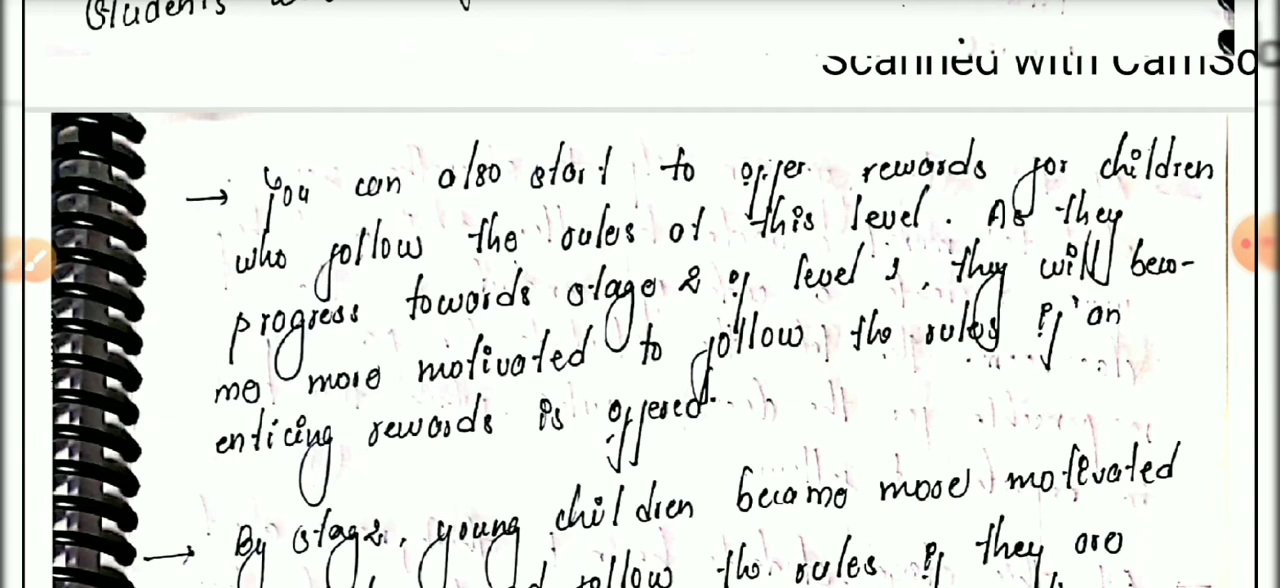 Students
Scanned with CamSc
→ You can also start to offer rewards for children
who follow the rules of this level. As they
progress towards stage 2 of level 1, they will beco-
me more motivated to follow the rules if an
enticing rewards is offered.
→ By stage 2, young children become more motivated
follow the rules if they are